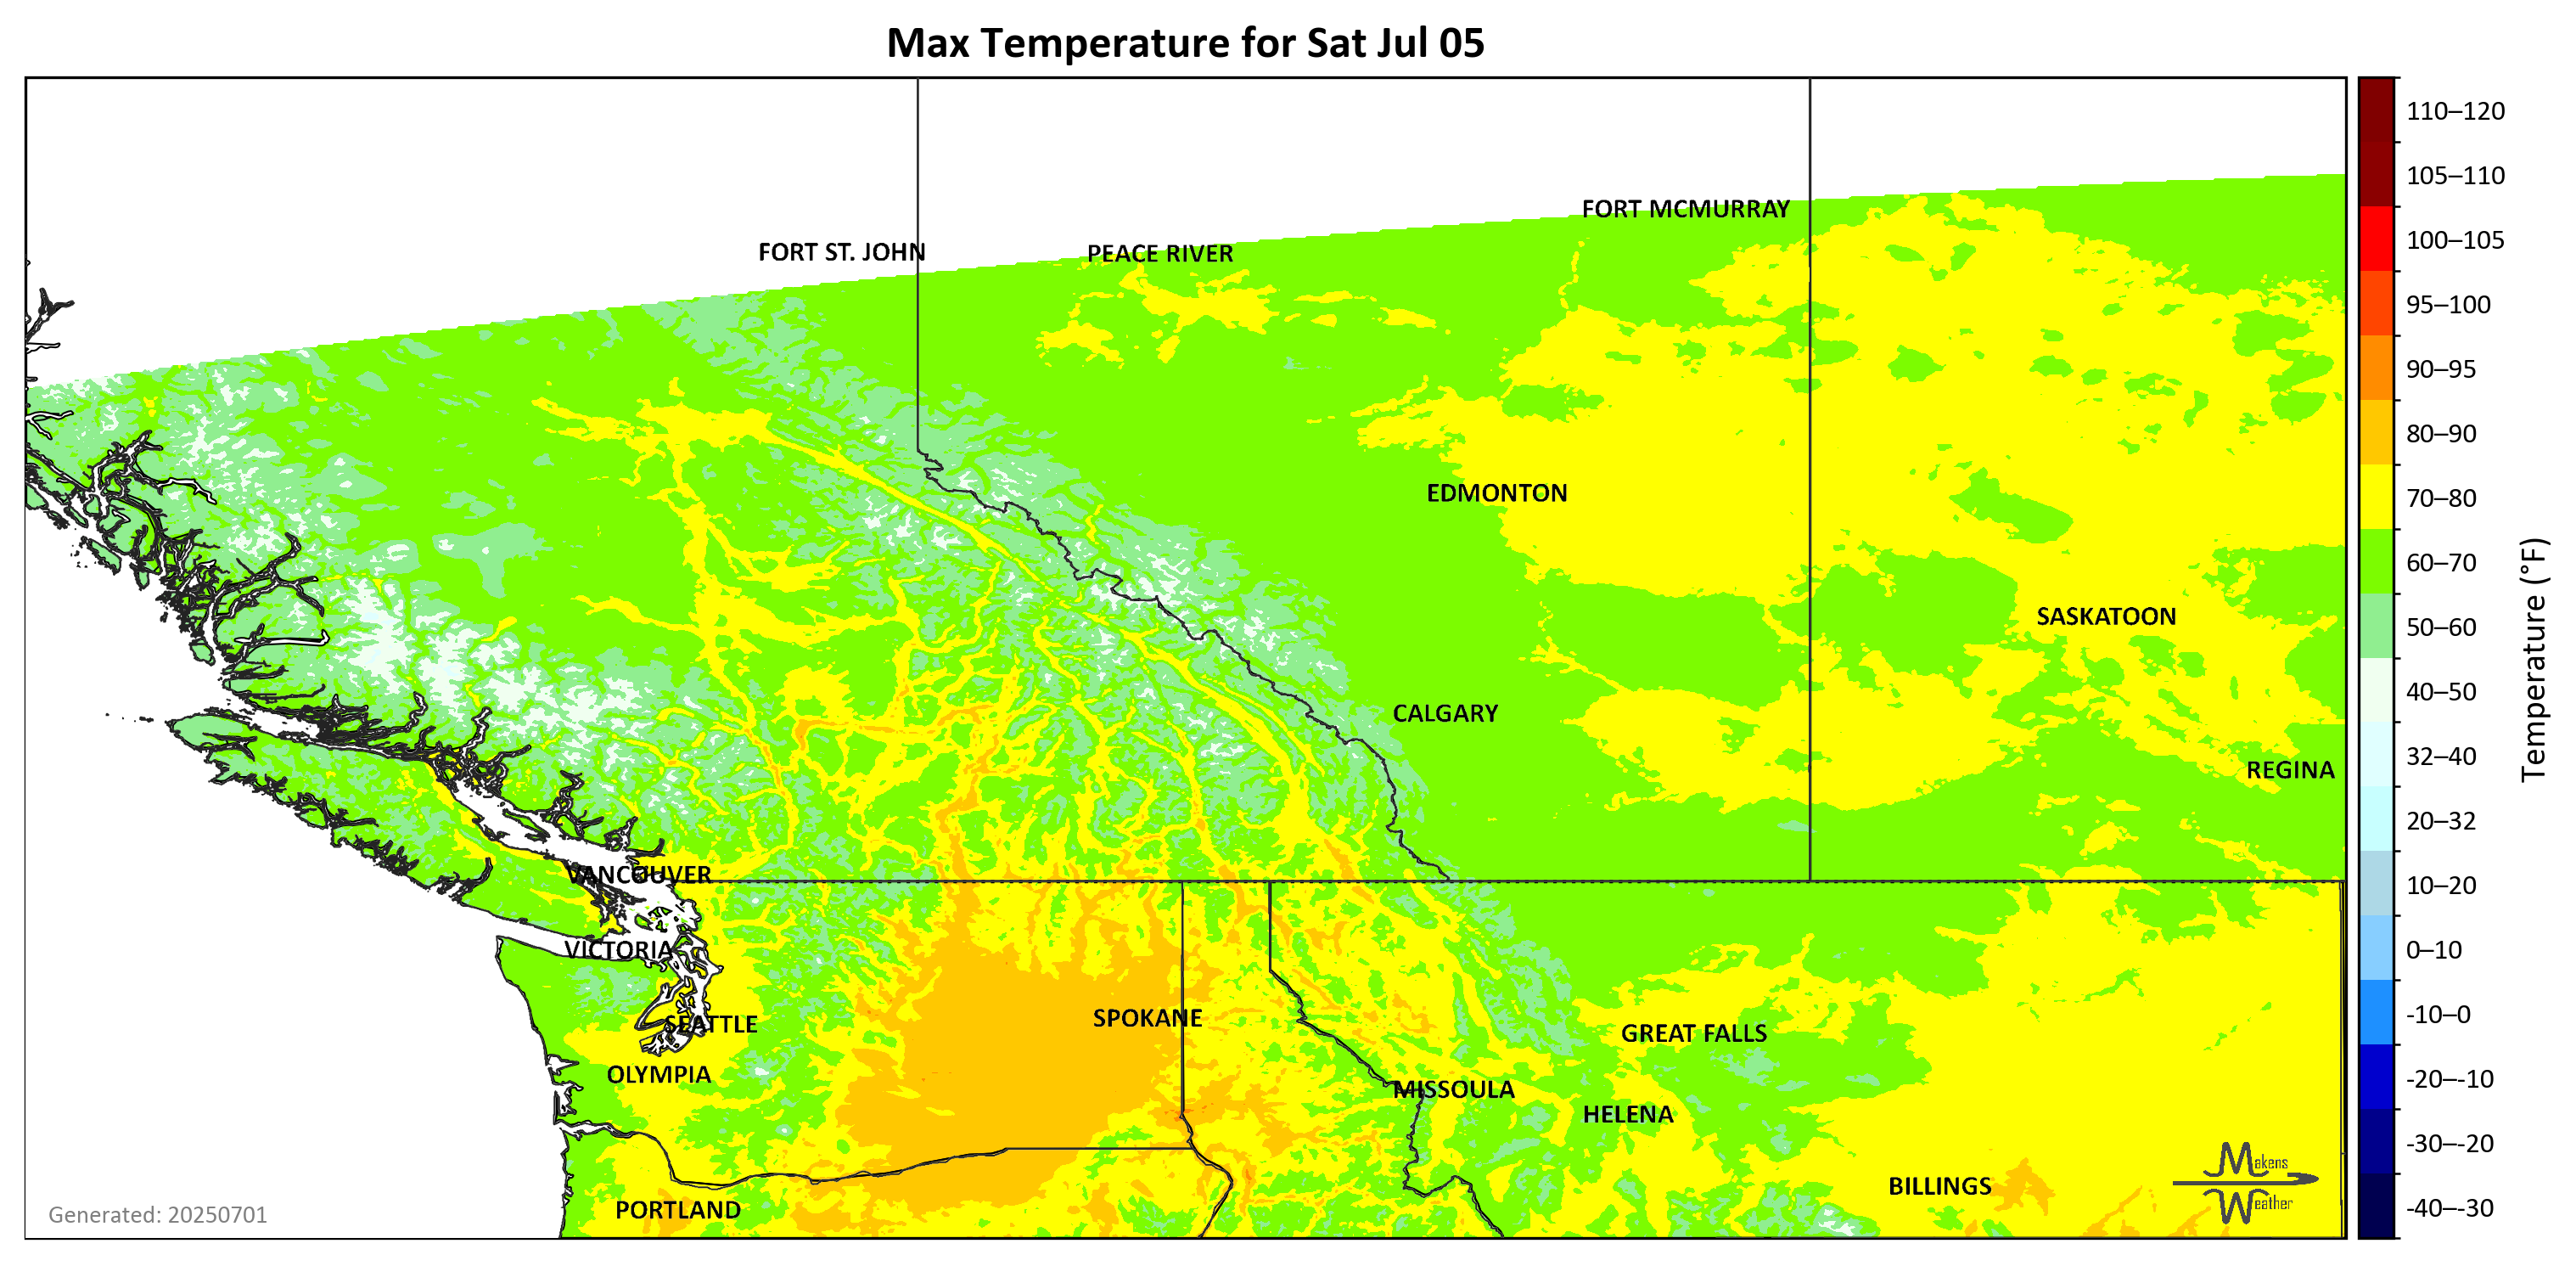 Max Temperature for Sat Jul 05
FORT MCMURRAY
FORT ST. JOHN
PEACE RIVER
EDMONTON
SASKATOON
CALGARY
REGINA
VANCOUVER
VICTORIA
SEATTLE
SPOKANE
GREAT FALLS
OLYMPIA
MISSOULA
HELENA
BILLINGS
PORTLAND
Makens
Weather
Generated: 20250701
110–120
105–110
100–105
95–100
90–95
80–90
70–80
60–70
50–60
40–50
32–40
20–32
10–20
0–10
-10–0
-20–-10
-30–-20
-40–-30
Temperature (°F)